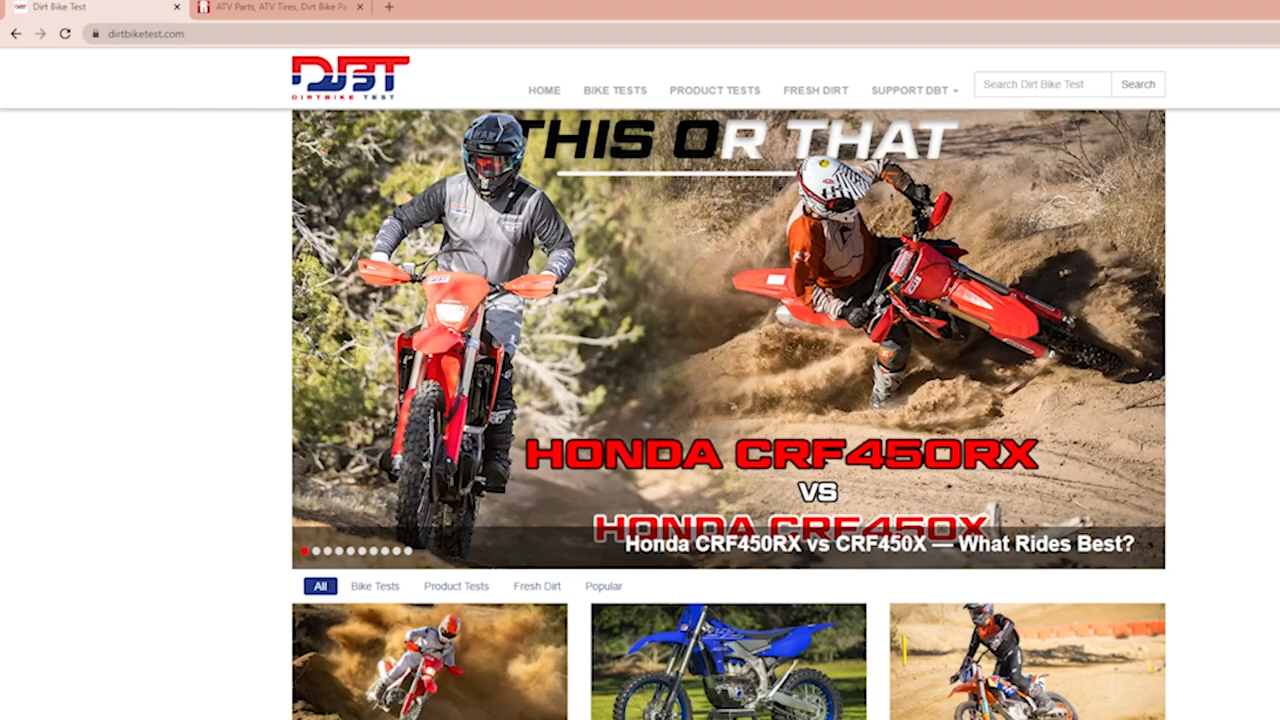 Dirt Bike Test
ATV Parts, ATV Tires, Dirt Bike Pa
dirtbiketest.com
DBT
DIRTBIKE TEST
HOME
BIKE TESTS
PRODUCT TESTS
FRESH DIRT
SUPPORT DBT
Search Dirt Bike Test
Search
THIS OR THAT
HONDA CRF450RX
VS
HONDA CRF450X
Honda CRF450RX vs CRF450X — What Rides Best?
All
Bike Tests
Product Tests
Fresh Dirt
Popular